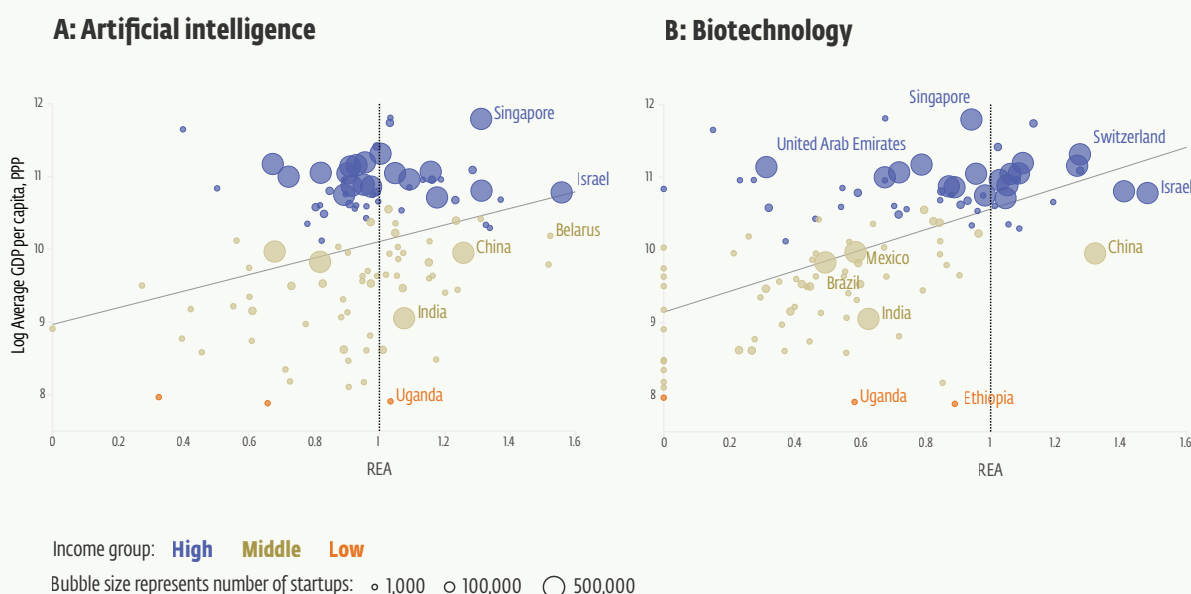 A: Artificial intelligence
B: Biotechnology
Log Average GDP per capita, PPP
12
11
10
9
8
0
0.2
0.4
0.6
0.8
1
1.2
1.4
1.6
REA
Singapore
Israel
Belarus
China
India
Uganda
12
11
10
9
8
0
0.2
0.4
0.6
0.8
1
1.2
1.4
1.6
REA
Singapore
United Arab Emirates
Switzerland
Israel
China
Mexico
Brazil
India
Uganda
Ethiopia
Income group: High Middle Low
Bubble size represents number of startups: 1,000 100,000 500,000